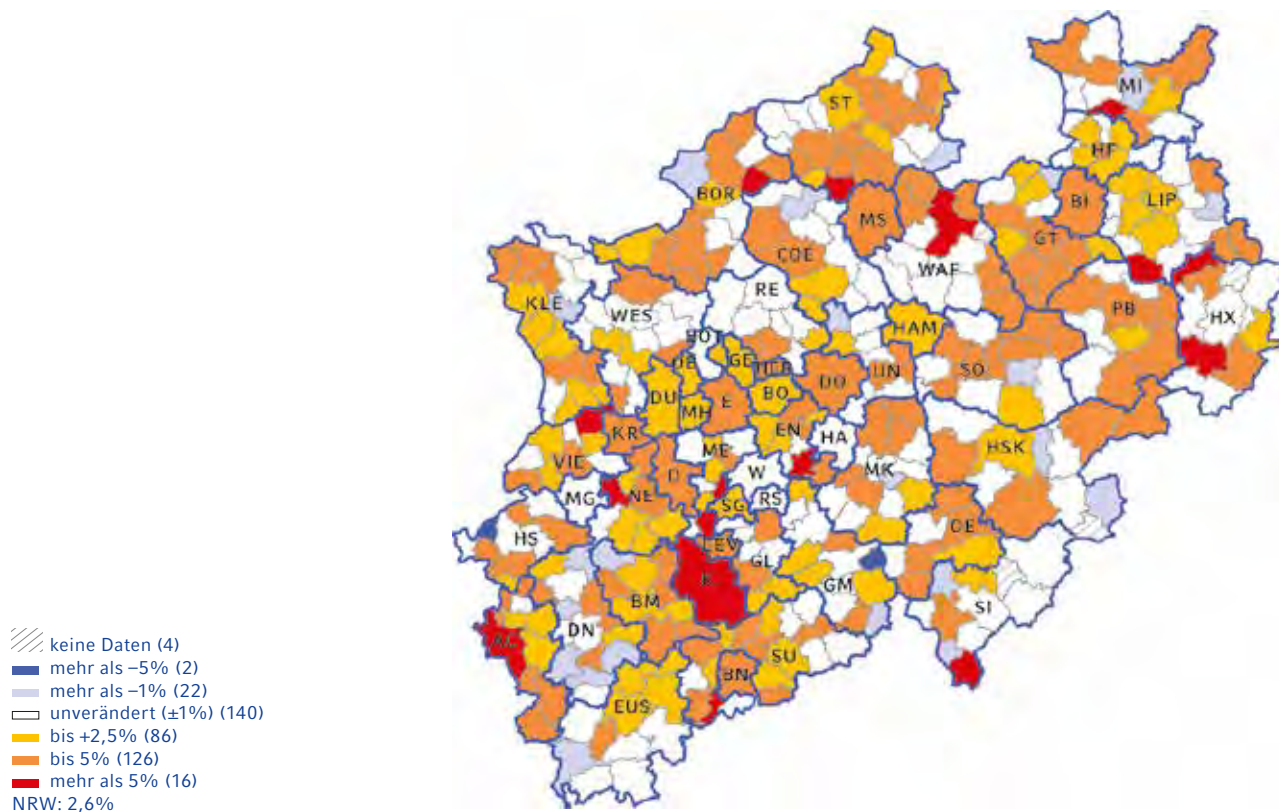 MI
ST
HF
BOR
BI
LIP
MS
GT
COE
WAF
RE
KLE
PB
WES
HX
HAM
BOT
GE
UN
SO
DO
DU
E
BO
MH
EN
HA
KR
HSK
ME
MK
VIE
D
W
MG
NE
SG
RS
OE
HS
LEV
GL
K
GM
BM
SI
DN
AC
SU
BN
EUS
keine Daten (4)
mehr als –5% (2)
mehr als –1% (22)
unverändert (±1%) (140)
bis +2,5% (86)
bis 5% (126)
mehr als 5% (16)
NRW: 2,6%